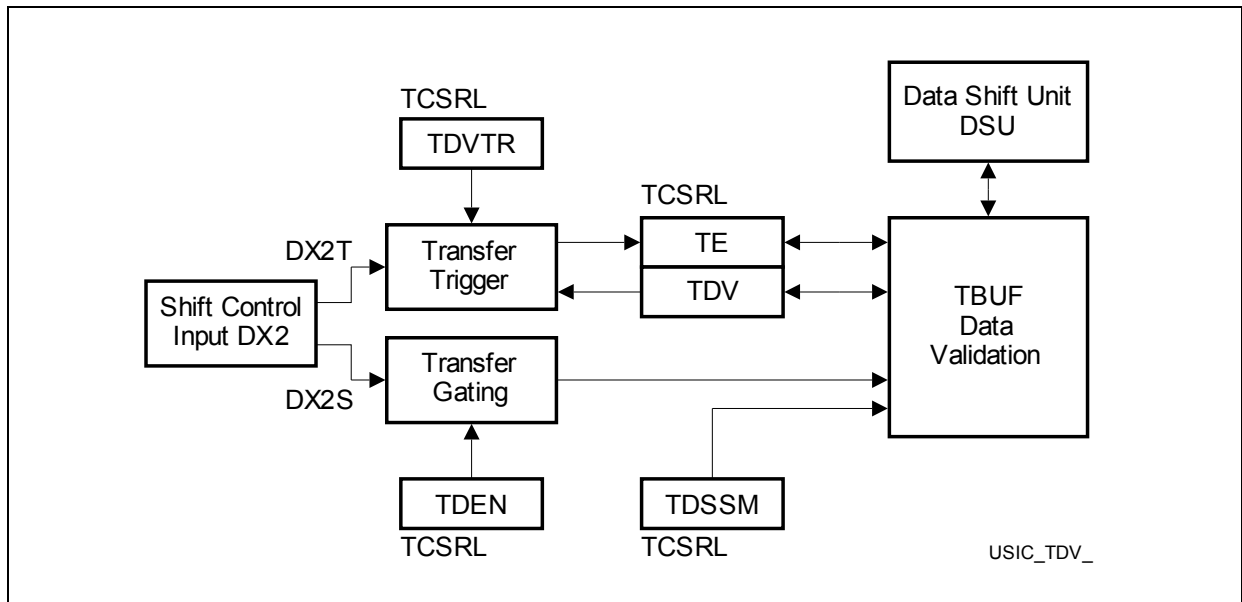 TCSRL
TDVTR
Data Shift Unit
DSU
DX2T
Transfer
Trigger
TCSRL
TE
TDV
Shift Control
Input DX2
TBUF
Data
Validation
Transfer
Gating
DX2S
TDEN
TCSRL
TDSSM
TCSRL
USIC_TDV_